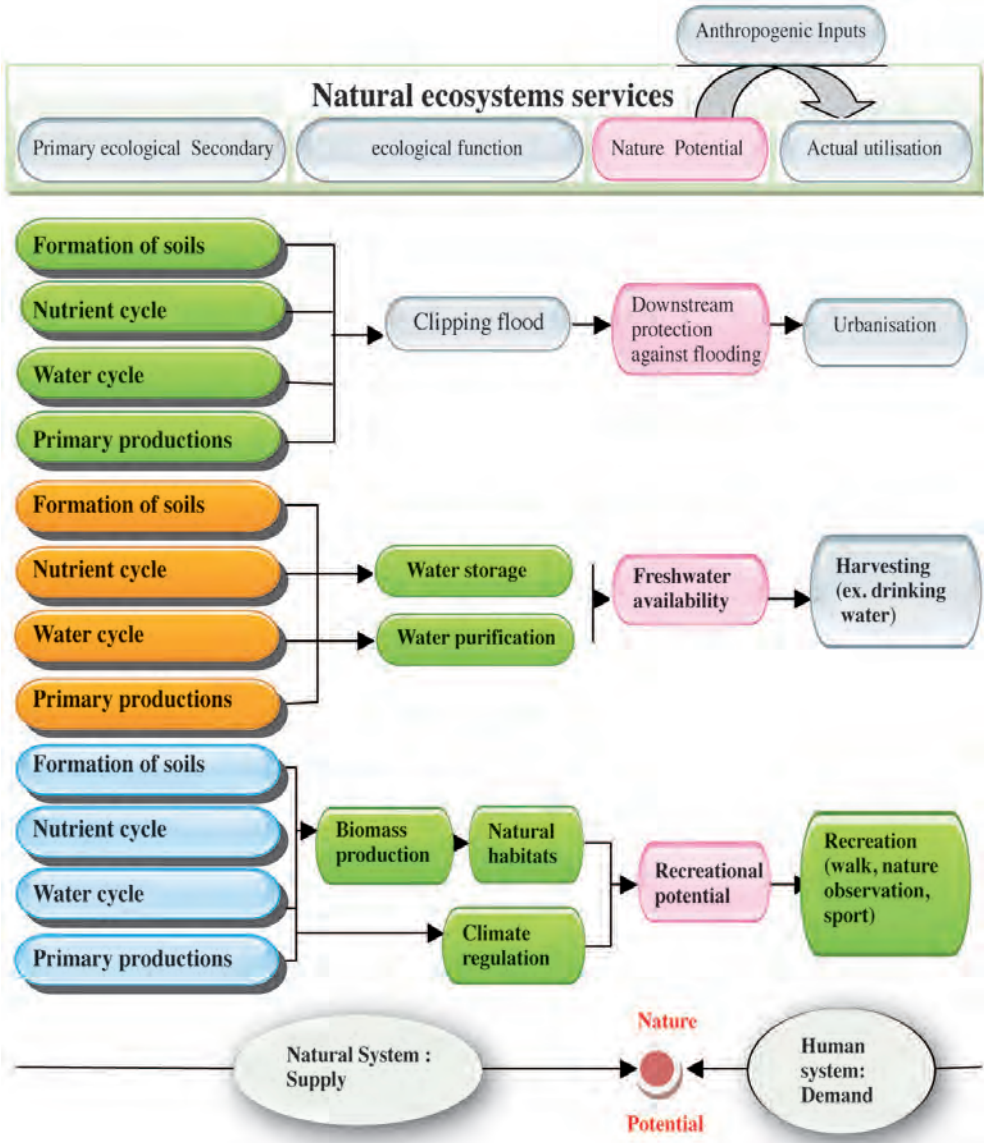 Anthropogenic Inputs
Natural ecosystems services
Primary ecological Secondary
ecological function
Nature Potential
Actual utilisation
Formation of soils
Nutrient cycle
Water cycle
Primary productions
Clipping flood
Downstream
protection
against flooding
Urbanisation
Formation of soils
Nutrient cycle
Water cycle
Primary productions
Water storage
Water purification
Freshwater
availability
Harvesting
(ex. drinking
water)
Formation of soils
Nutrient cycle
Water cycle
Primary productions
Biomass
production
Natural
habitats
Climate
regulation
Recreational
potential
Recreation
(walk, nature
observation,
sport)
Natural System :
Supply
Nature
Potential
Human
system:
Demand